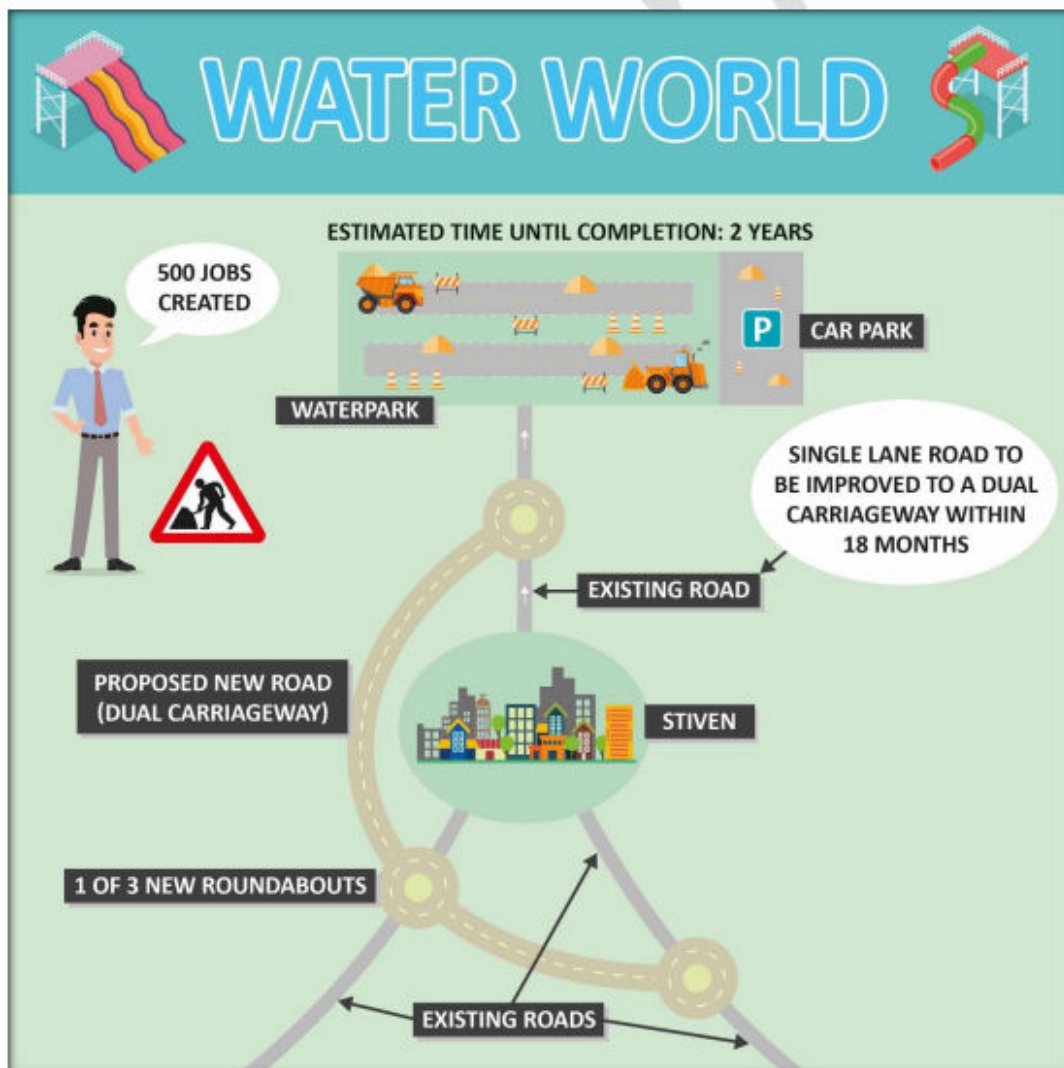 WATER WORLD
ESTIMATED TIME UNTIL COMPLETION: 2 YEARS
500 JOBS
CREATED
P
CAR PARK
WATERPARK
SINGLE LANE ROAD TO
BE IMPROVED TO A DUAL
CARRIAGEWAY WITHIN
18 MONTHS
EXISTING ROAD
PROPOSED NEW ROAD
(DUAL CARRIAGEWAY)
STIVEN
1 OF 3 NEW ROUNDABOUTS
EXISTING ROADS